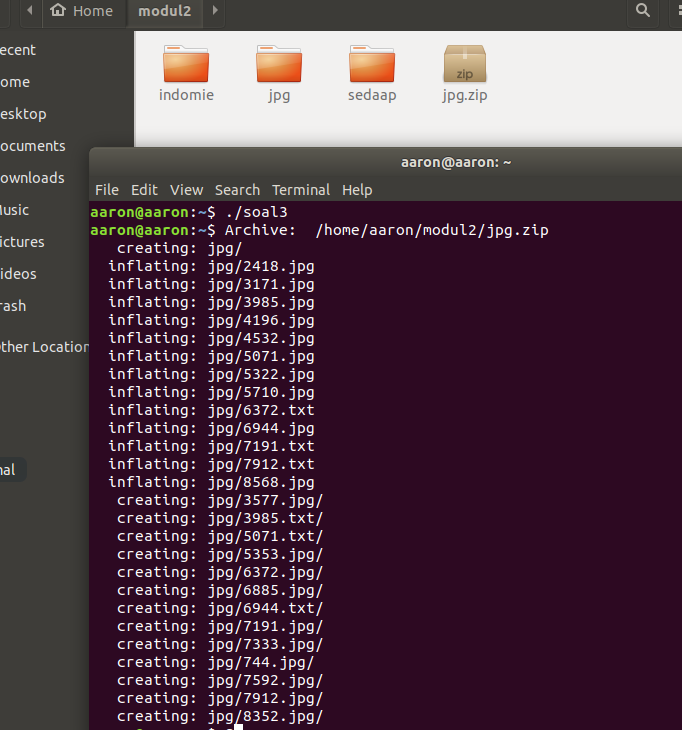 Home
modul2
ecent
ome
esktop
ocuments
ownloads
usic
ictures
ideos
rash
ther Location
nal
indomie
jpg
sedaap
zip
jpg.zip
aaron@aaron: ~
File Edit View Search Terminal Help
aaron@aaron:~$ ./soal3
aaron@aaron:~$ Archive:  /home/aaron/modul2/jpg.zip
creating: jpg/
inflating: jpg/2418.jpg
inflating: jpg/3171.jpg
inflating: jpg/3985.jpg
inflating: jpg/4196.jpg
inflating: jpg/4532.jpg
inflating: jpg/5071.jpg
inflating: jpg/5322.jpg
inflating: jpg/5710.jpg
inflating: jpg/6372.txt
inflating: jpg/6944.jpg
inflating: jpg/7191.txt
inflating: jpg/7912.txt
inflating: jpg/8568.jpg
creating: jpg/3577.jpg/
creating: jpg/3985.txt/
creating: jpg/5071.txt/
creating: jpg/5353.jpg/
creating: jpg/6372.jpg/
creating: jpg/6885.jpg/
creating: jpg/6944.txt/
creating: jpg/7191.jpg/
creating: jpg/7333.jpg/
creating: jpg/744.jpg/
creating: jpg/7592.jpg/
creating: jpg/7912.jpg/
creating: jpg/8352.jpg/